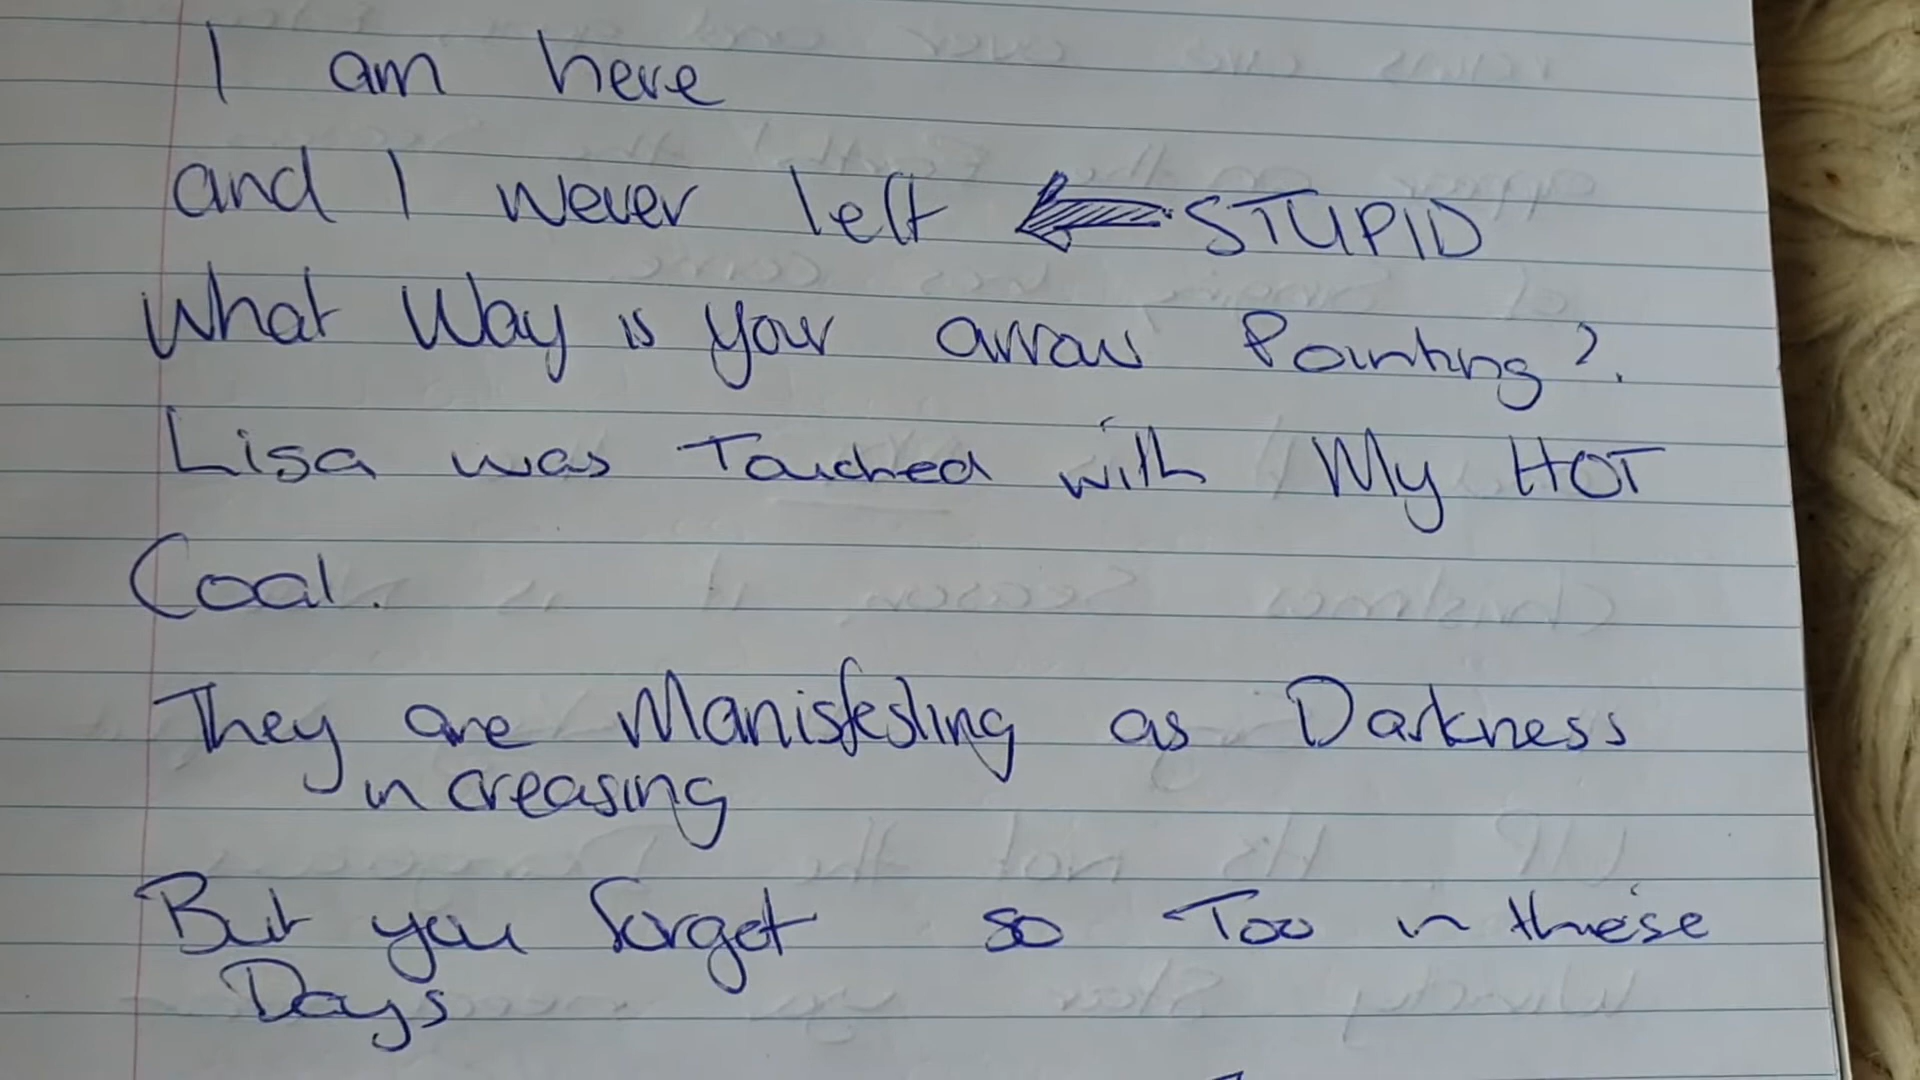 I am here
and I never left ← STUPID
What Way is your arrow Pointing?.
Lisa was Touched with My HOT
Coal.
They are Manisfesting as Darkness
increasing
But you forget so Too in these
Days